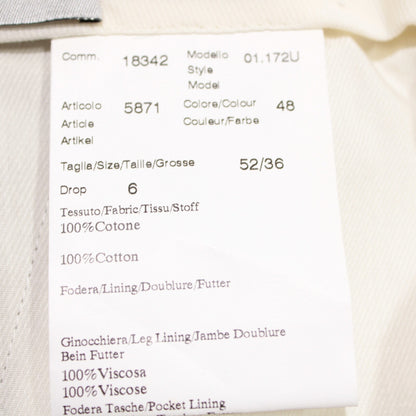 Comm. 18342 Modello 01.172U
Style
Model
Articolo 5871 Colore/Colour 48
Article Couleur/Farbe
Artikel
Taglia/Size/Taille/Grosse 52/36
Drop 6
Tessuto/Fabric/Tissu/Stoff
100%Cotone
100%Cotton
Fodera/Lining/Doublure/Futter
Ginocchiera/Leg Lining/Jambe Doublure
Bein Futter
100%Viscosa
100%Viscose
Fodera Tasche/Pocket Lining